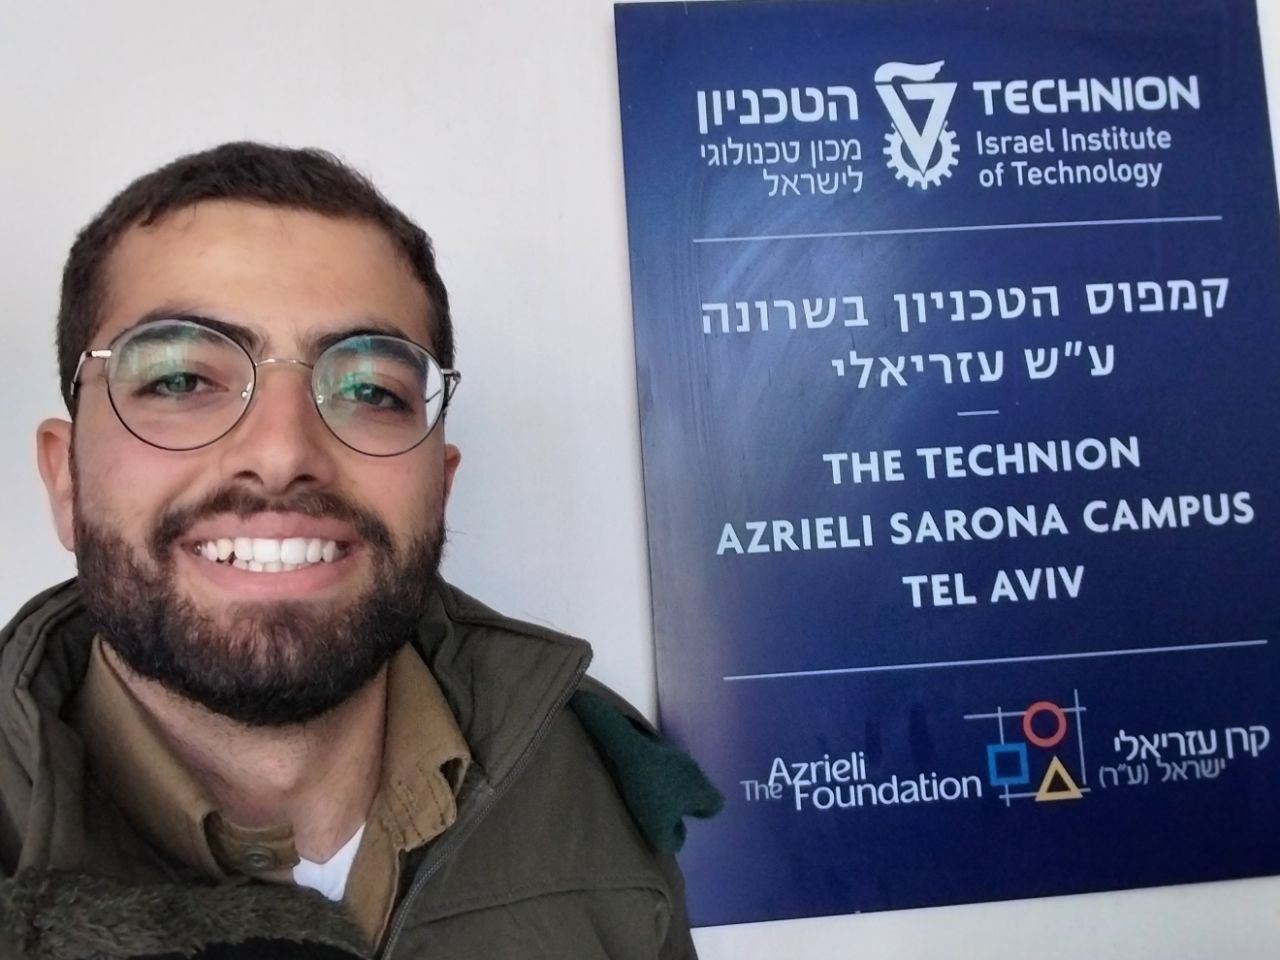 הטכניון
מכון טכנולוגי
לישראל
TECHNION
Israel Institute
of Technology
קמפוס הטכניון בשרונה
ע״ש עזריאלי
THE TECHNION
AZRIELI SARONA CAMPUS
TEL AVIV
The Azrieli
Foundation
קרן עזריאלי
ישראל (ע״ר)